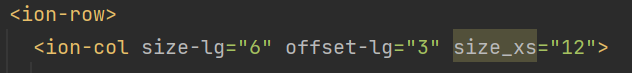 <ion-row>
<ion-col size-lg="6" offset-lg="3" size_xs="12">